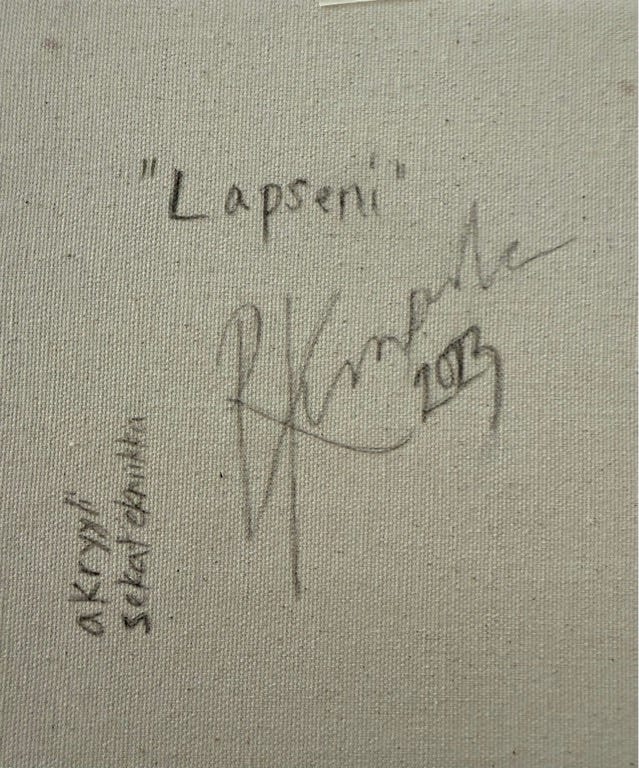 "Lapseni"
2013
akryyli
sekatekniikka